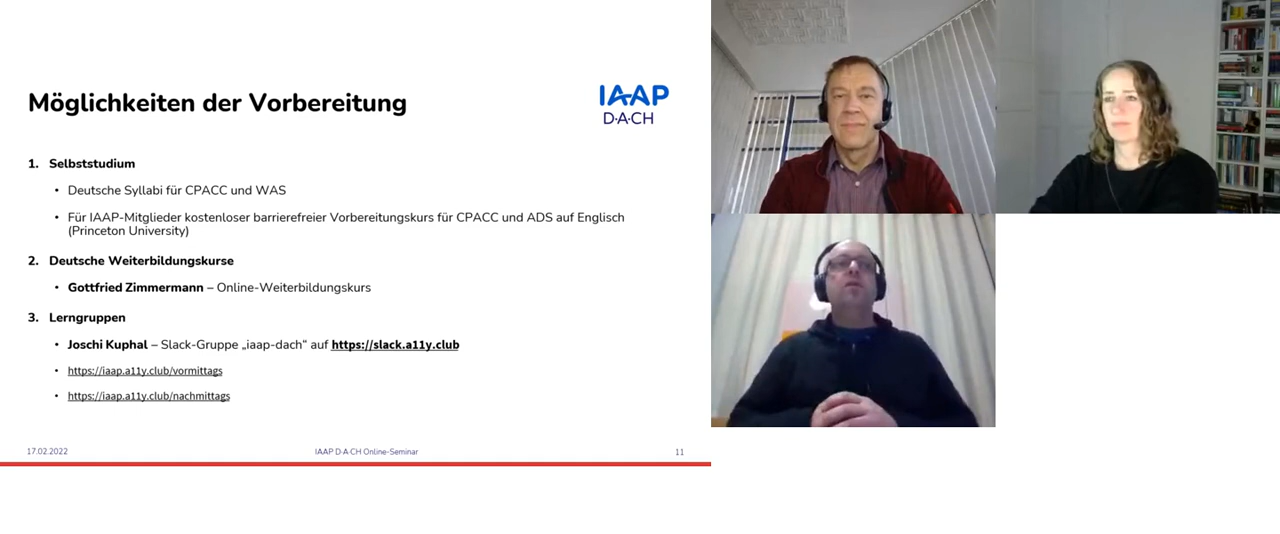 Möglichkeiten der Vorbereitung
IAAP
D·A·CH
1. Selbststudium
• Deutsche Syllabi für CPACC und WAS
• Für IAAP-Mitglieder kostenloser barrierefreier Vorbereitungskurs für CPACC und ADS auf Englisch
(Princeton University)
2. Deutsche Weiterbildungskurse
• Gottfried Zimmermann – Online-Weiterbildungskurs
3. Lerngruppen
• Joschi Kuphal – Slack-Gruppe „iaap-dach“ auf https://slack.a11y.club
• https://iaap.a11y.club/vormittags
• https://iaap.a11y.club/nachmittags
17.02.2022
IAAP D·A·CH Online-Seminar
11